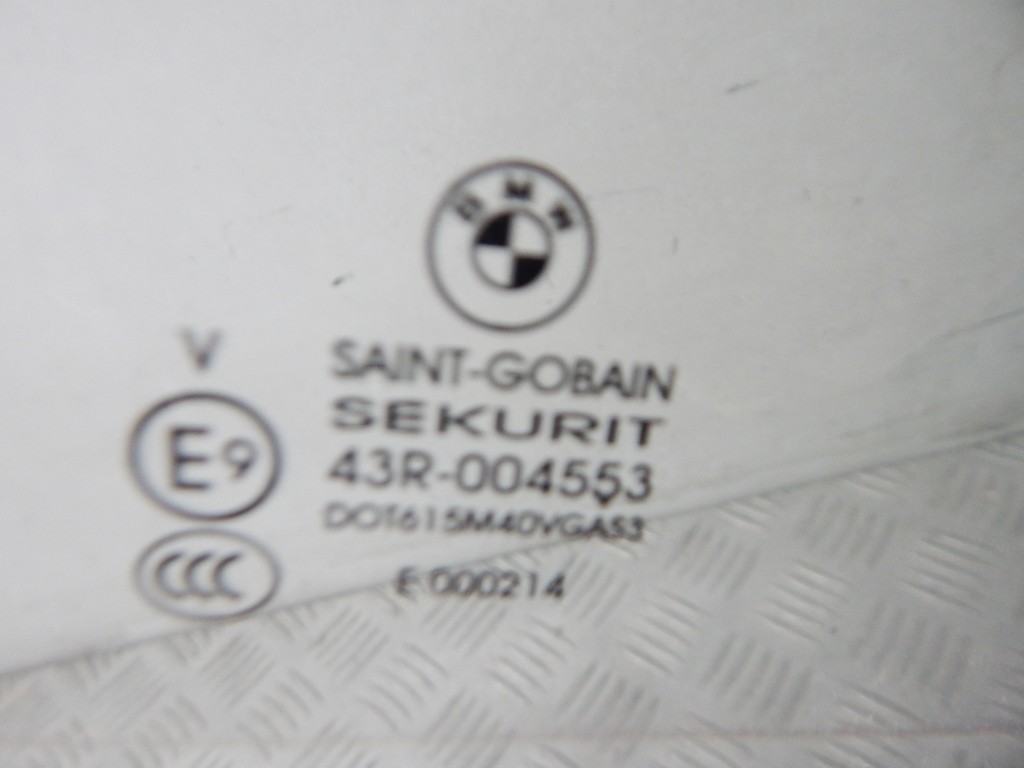 BMW
V
SAINT-GOBAIN
SEKURIT
E9
43R-004553
DOT615M40VGAS3
CCC
E 000214